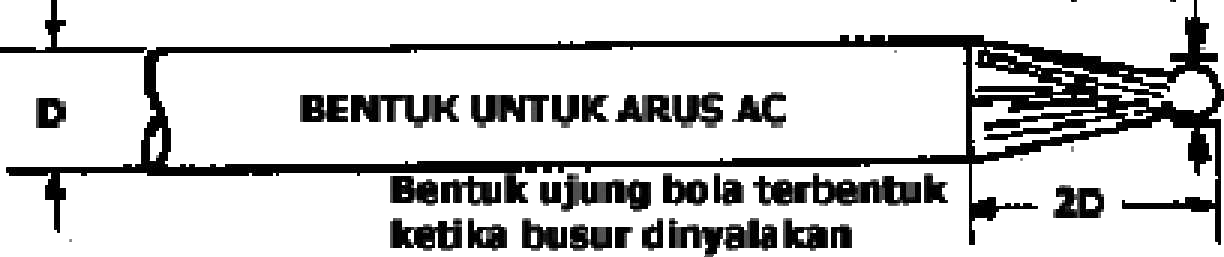 D
BENTUK UNTUK ARUS AC
Bentuk ujung bola terbentuk
ketika busur dinyalakan
2D